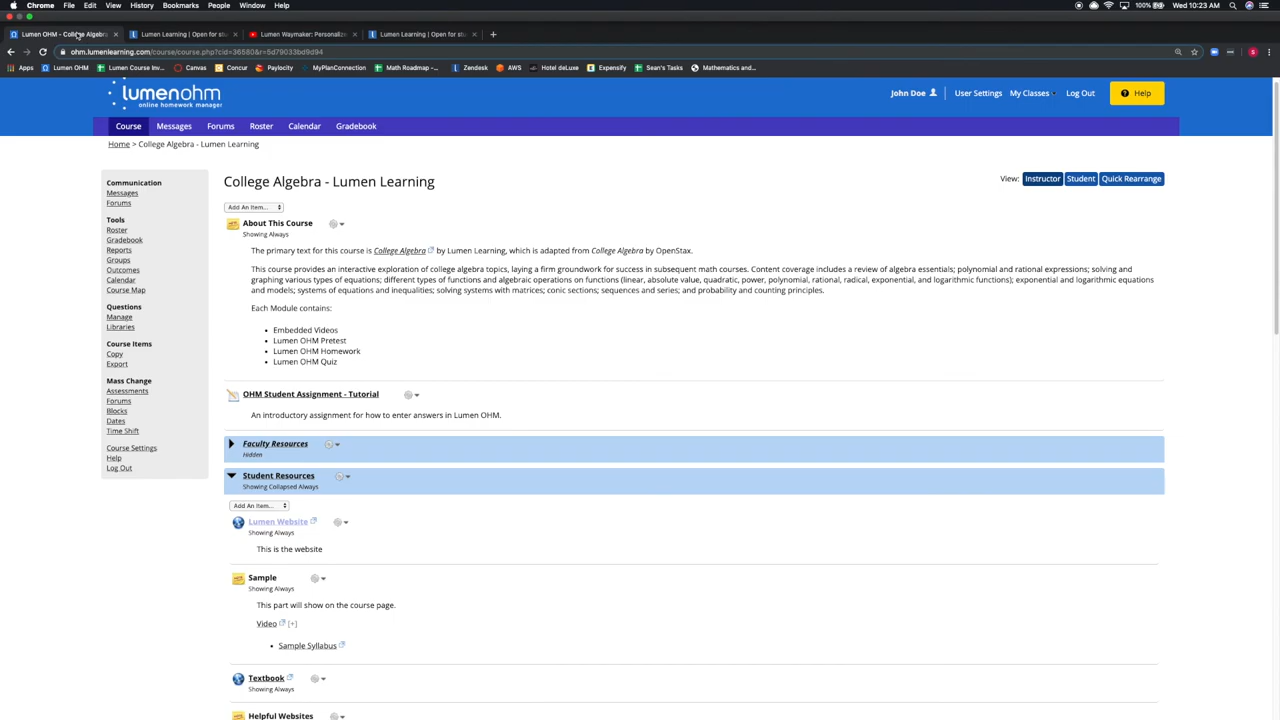 Chrome File Edit View History Bookmarks People Window Help 100% Wed 10:23 AM
Lumen OHM - College Algebra Lumen Learning | Open for stu Lumen Waymaker: Personaliz Lumen Learning | Open for stu
ohm.lumenlearning.com/course/course.php?cid=36580&r=5d79033bd9d94
Apps Lumen OHM Lumen Course Inv... Canvas Concur Paylocity MyPlanConnection Math Roadmap -... Zendesk AWS Hotel deLuxe Expensify Sean's Tasks Mathematics and...
lumenohm
online homework manager
John Doe User Settings My Classes Log Out Help
Course Messages Forums Roster Calendar Gradebook
Home > College Algebra - Lumen Learning
Communication
Messages
Forums
Tools
Roster
Gradebook
Reports
Groups
Outcomes
Calendar
Course Map
Questions
Manage
Libraries
Course Items
Copy
Export
Mass Change
Assessments
Forums
Blocks
Dates
Time Shift
Course Settings
Help
Log Out
College Algebra - Lumen Learning
View: Instructor Student Quick Rearrange
Add An Item...
About This Course
Showing Always
The primary text for this course is College Algebra by Lumen Learning, which is adapted from College Algebra by OpenStax.
This course provides an interactive exploration of college algebra topics, laying a firm groundwork for success in subsequent math courses. Content coverage includes a review of algebra essentials; polynomial and rational expressions; solving and
graphing various types of equations; different types of functions and algebraic operations on functions (linear, absolute value, quadratic, power, polynomial, rational, radical, exponential, and logarithmic functions); exponential and logarithmic equations
and models; systems of equations and inequalities; solving systems with matrices; conic sections; sequences and series; and probability and counting principles.
Each Module contains:
• Embedded Videos
• Lumen OHM Pretest
• Lumen OHM Homework
• Lumen OHM Quiz
OHM Student Assignment - Tutorial
An introductory assignment for how to enter answers in Lumen OHM.
Faculty Resources
Hidden
Student Resources
Showing Collapsed Always
Add An Item...
Lumen Website
Showing Always
This is the website
Sample
Showing Always
This part will show on the course page.
Video [+]
• Sample Syllabus
Textbook
Showing Always
Helpful Websites